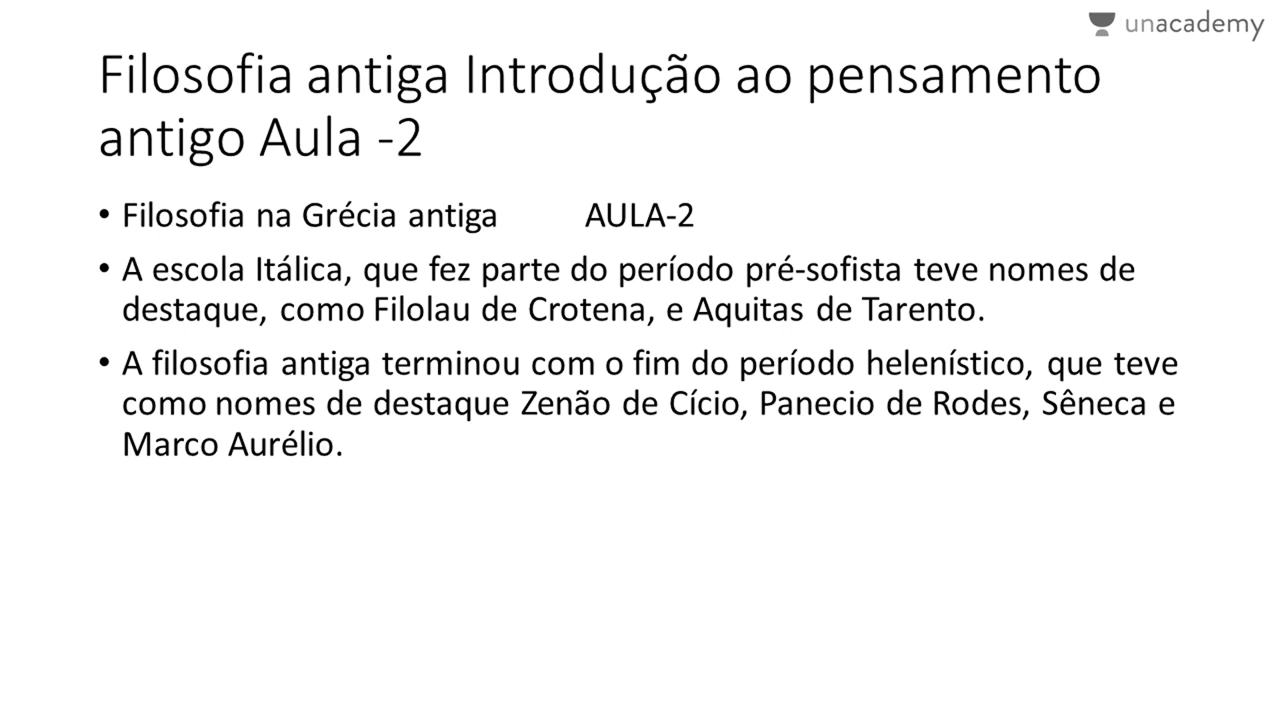 unacademy
Filosofia antiga Introdução ao pensamento
antigo Aula -2
• Filosofia na Grécia antiga AULA-2
• A escola Itálica, que fez parte do período pré-sofista teve nomes de
destaque, como Filolau de Crotena, e Aquitas de Tarento.
• A filosofia antiga terminou com o fim do período helenístico, que teve
como nomes de destaque Zenão de Cício, Panecio de Rodes, Sêneca e
Marco Aurélio.